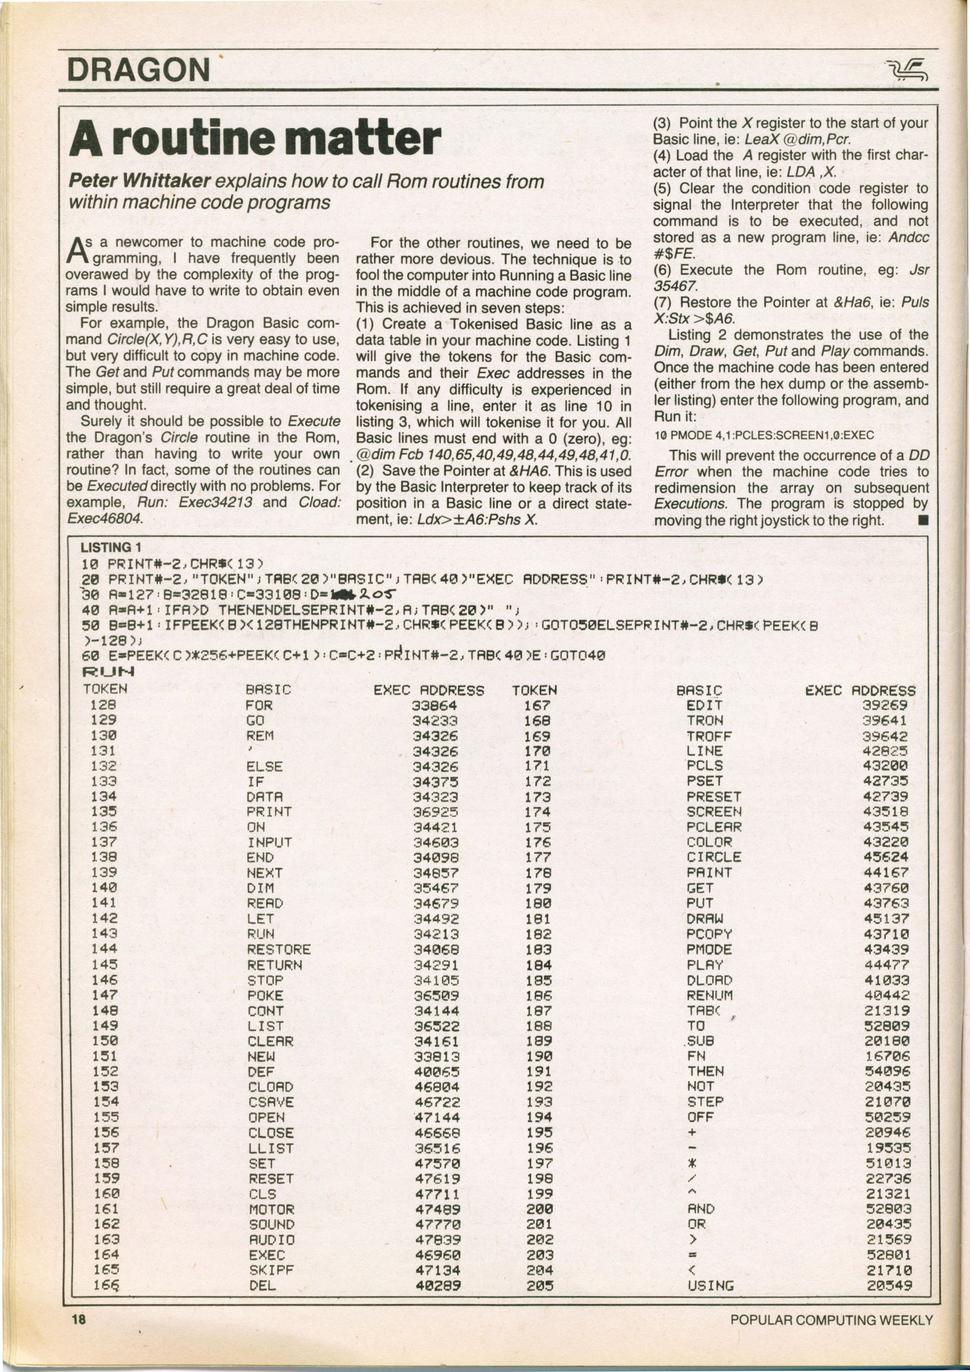 DRAGON
A routine matter
Peter Whittaker explains how to call Rom routines from
within machine code programs
As a newcomer to machine code pro-
gramming, I have frequently been
overawed by the complexity of the prog-
rams I would have to write to obtain even
simple results.
For example, the Dragon Basic com-
mand Circle(X,Y),R,C is very easy to use,
but very difficult to copy in machine code.
The Get and Put commands may be more
simple, but still require a great deal of time
and thought.
Surely it should be possible to Execute
the Dragon's Circle routine in the Rom,
rather than having to write your own
routine? In fact, some of the routines can
be Executed directly with no problems. For
example, Run: Exec34213 and Cload:
Exec46804.
For the other routines, we need to be
rather more devious. The technique is to
fool the computer into Running a Basic line
in the middle of a machine code program.
This is achieved in seven steps:
(1) Create a Tokenised Basic line as a
data table in your machine code. Listing 1
will give the tokens for the Basic com-
mands and their Exec addresses in the
Rom. If any difficulty is experienced in
tokenising a line, enter it as line 10 in
listing 3, which will tokenise it for you. All
Basic lines must end with a 0 (zero), eg:
@dim Fcb 140,65,40,49,48,44,49,48,41,0.
(2) Save the Pointer at &HA6. This is used
by the Basic Interpreter to keep track of its
position in a Basic line or a direct state-
ment, ie: Ldx>±A6:Pshs X.
(3) Point the X register to the start of your
Basic line, ie: LeaX @dim,Pcr.
(4) Load the A register with the first char-
acter of that line, ie: LDA ,X.
(5) Clear the condition code register to
signal the Interpreter that the following
command is to be executed, and not
stored as a new program line, ie: Andcc
#$FE.
(6) Execute the Rom routine, eg: Jsr
35467.
(7) Restore the Pointer at &Ha6, ie: Puls
X:Stx >$A6.
Listing 2 demonstrates the use of the
Dim, Draw, Get, Put and Play commands.
Once the machine code has been entered
(either from the hex dump or the assemb-
ler listing) enter the following program, and
Run it:
10 PMODE 4,1:PCLES:SCREEN1,0:EXEC
This will prevent the occurrence of a DD
Error when the machine code tries to
redimension the array on subsequent
Executions. The program is stopped by
moving the right joystick to the right. ■
LISTING 1
10 PRINT#-2,CHR$(13)
20 PRINT#-2,"TOKEN";TAB(20)"BASIC";TAB(40)"EXEC ADDRESS":PRINT#-2,CHR$(13)
30 A=127:B=32818:C=33108:D=205
40 A=A+1:IFA>D THENENDELSEPRINT#-2,A;TAB(20)" ";
50 B=B+1:IFPEEK(B)<128THENPRINT#-2,CHR$(PEEK(B));:GOTO50ELSEPRINT#-2,CHR$(PEEK(B
)-128);
60 E=PEEK(C)*256+PEEK(C+1):C=C+2:PRINT#-2,TAB(40)E:GOTO40
RUN
TOKEN BASIC EXEC ADDRESS TOKEN BASIC EXEC ADDRESS
128 FOR 33864 167 EDIT 39269
129 GO 34233 168 TRON 39641
130 REM 34326 169 TROFF 39642
131 ' 34326 170 LINE 42825
132 ELSE 34326 171 PCLS 43200
133 IF 34375 172 PSET 42735
134 DATA 34323 173 PRESET 42739
135 PRINT 36925 174 SCREEN 43518
136 ON 34421 175 PCLEAR 43545
137 INPUT 34603 176 COLOR 43220
138 END 34098 177 CIRCLE 45624
139 NEXT 34857 178 PAINT 44167
140 DIM 35467 179 GET 43760
141 READ 34679 180 PUT 43763
142 LET 34492 181 DRAW 45137
143 RUN 34213 182 PCOPY 43710
144 RESTORE 34068 183 PMODE 43439
145 RETURN 34291 184 PLAY 44477
146 STOP 34105 185 DLOAD 41033
147 POKE 36509 186 RENUM 40442
148 CONT 34144 187 TAB( 21319
149 LIST 36522 188 TO 52809
150 CLEAR 34161 189 SUB 20180
151 NEW 33813 190 FN 16706
152 DEF 40065 191 THEN 54096
153 CLOAD 46804 192 NOT 20435
154 CSAVE 46722 193 STEP 21070
155 OPEN 47144 194 OFF 50259
156 CLOSE 46668 195 + 20946
157 LLIST 36516 196 - 19535
158 SET 47570 197 * 51013
159 RESET 47619 198 / 22736
160 CLS 47711 199 ^ 21321
161 MOTOR 47489 200 AND 52803
162 SOUND 47770 201 OR 20435
163 AUDIO 47839 202 > 21569
164 EXEC 46960 203 = 52801
165 SKIPF 47134 204 < 21710
166 DEL 40289 205 USING 20549
18
POPULAR COMPUTING WEEKLY